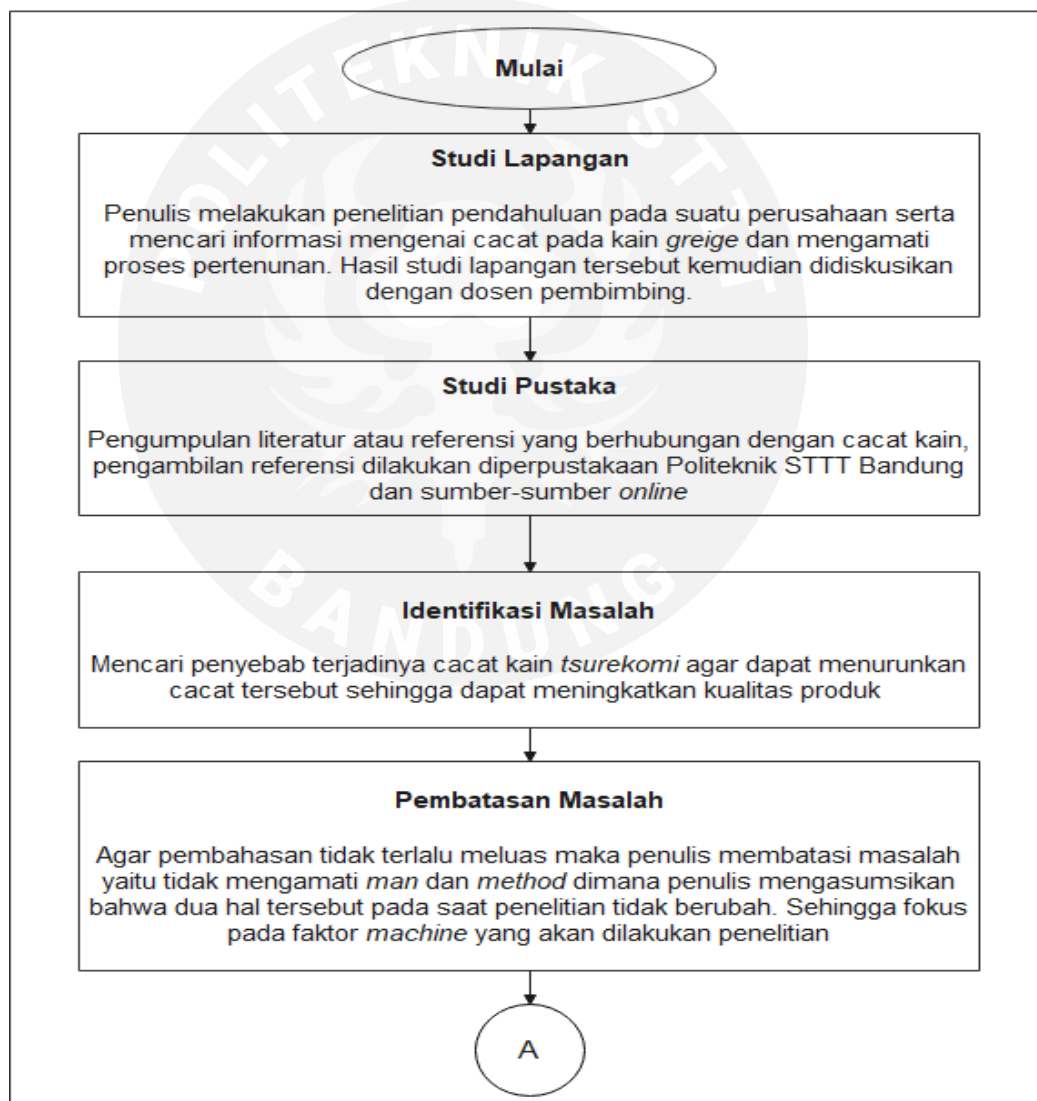 POLITEKNIK STTT
BANDUNG
Mulai
Studi Lapangan
Penulis melakukan penelitian pendahuluan pada suatu perusahaan serta
mencari informasi mengenai cacat pada kain greige dan mengamati
proses pertenunan. Hasil studi lapangan tersebut kemudian didiskusikan
dengan dosen pembimbing.
Studi Pustaka
Pengumpulan literatur atau referensi yang berhubungan dengan cacat kain,
pengambilan referensi dilakukan diperpustakaan Politeknik STTT Bandung
dan sumber-sumber online
Identifikasi Masalah
Mencari penyebab terjadinya cacat kain tsurekomi agar dapat menurunkan
cacat tersebut sehingga dapat meningkatkan kualitas produk
Pembatasan Masalah
Agar pembahasan tidak terlalu meluas maka penulis membatasi masalah
yaitu tidak mengamati man dan method dimana penulis mengasumsikan
bahwa dua hal tersebut pada saat penelitian tidak berubah. Sehingga fokus
pada faktor machine yang akan dilakukan penelitian
A